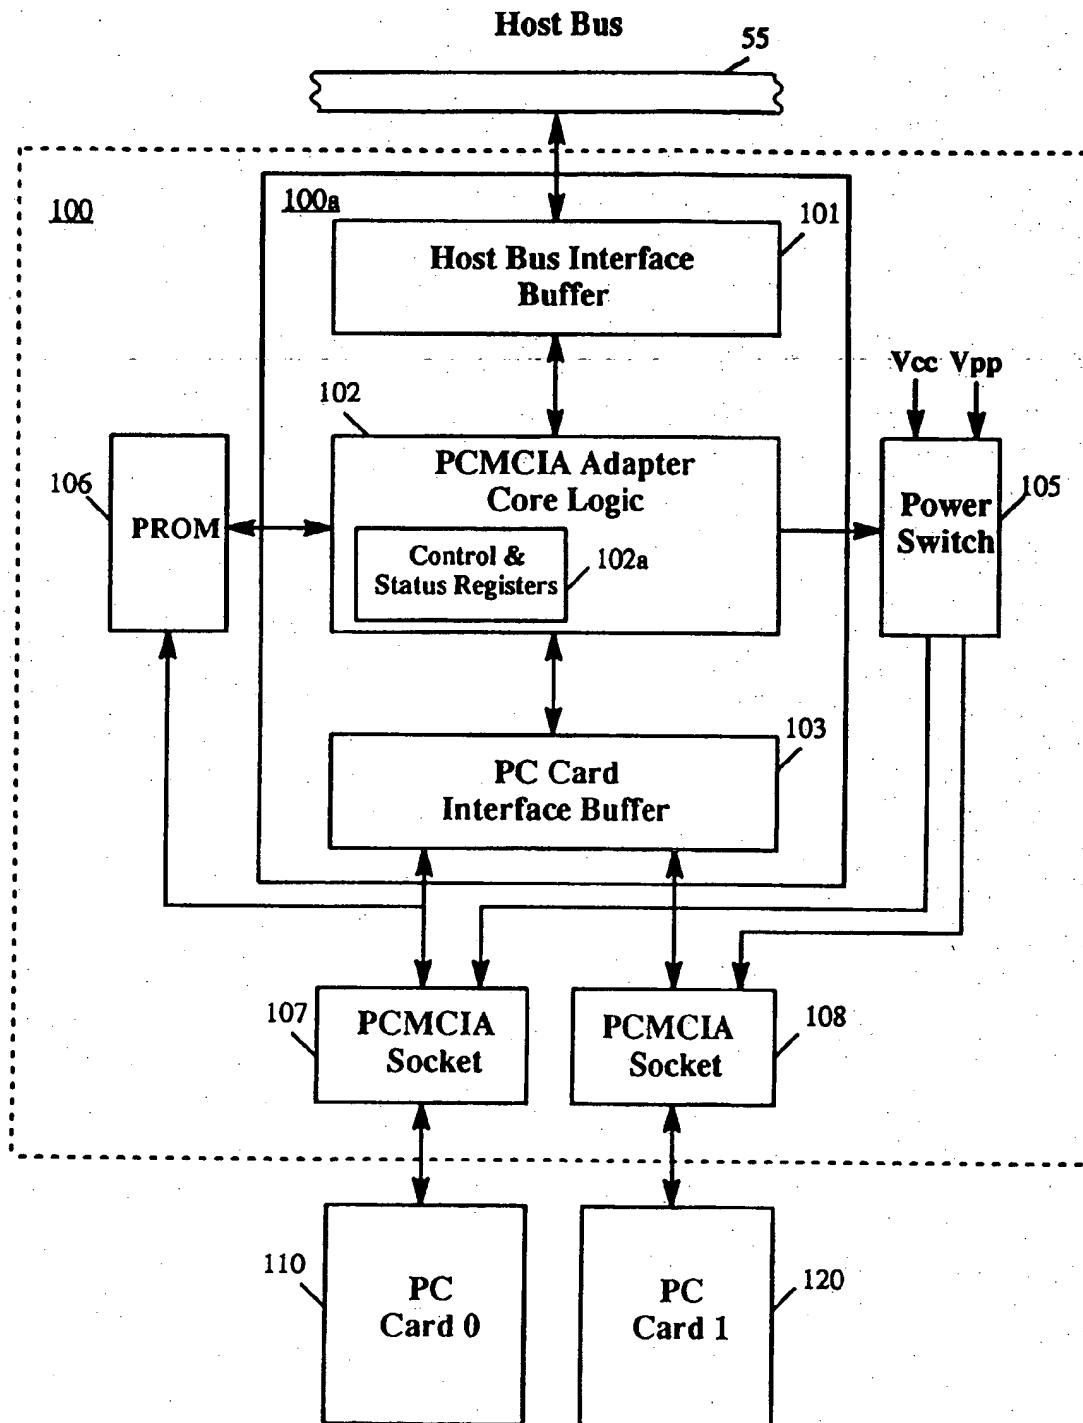 Host Bus
55
100
100a
101
Host Bus Interface
Buffer
Vcc Vpp
102
PCMCIA Adapter
Core Logic
106
PROM
Control &
Status Registers
102a
Power
Switch
105
103
PC Card
Interface Buffer
107
PCMCIA
Socket
PCMCIA
Socket
108
110
PC
Card 0
PC
Card 1
120